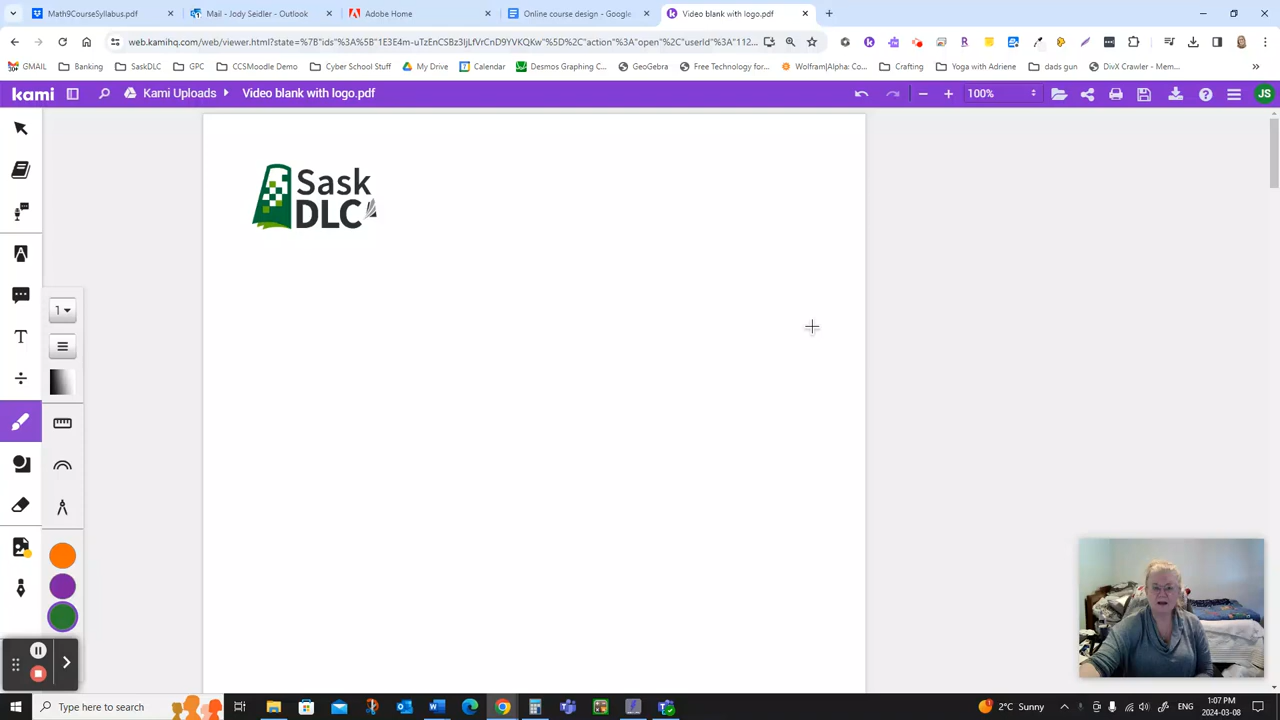 Math9CourseSyllabus.pdf
Mail - Jody Seidler - Outlook
Adobe Home
Online course design - Google
Video blank with logo.pdf
web.kamihq.com/web/viewer.html?state=%7B"ids"%3A%5B"1E3E4m-uTzEnCSBz3IjLfVrCnD9YVKQKw"%5D%2C"action"%3A"open"%2C"userId"%3A"112...
GMAIL
Banking
SaskDLC
GPC
CCSMoodle Demo
Cyber School Stuff
My Drive
Calendar
Desmos Graphing C...
GeoGebra
Free Technology for...
Wolfram|Alpha: Co...
Crafting
Yoga with Adriene
dads gun
DivX Crawler - Mem...
kami
Kami Uploads
Video blank with logo.pdf
100%
JS
Sask
DLC
T
1
Type here to search
2°C Sunny
ENG
1:07 PM
2024-03-08